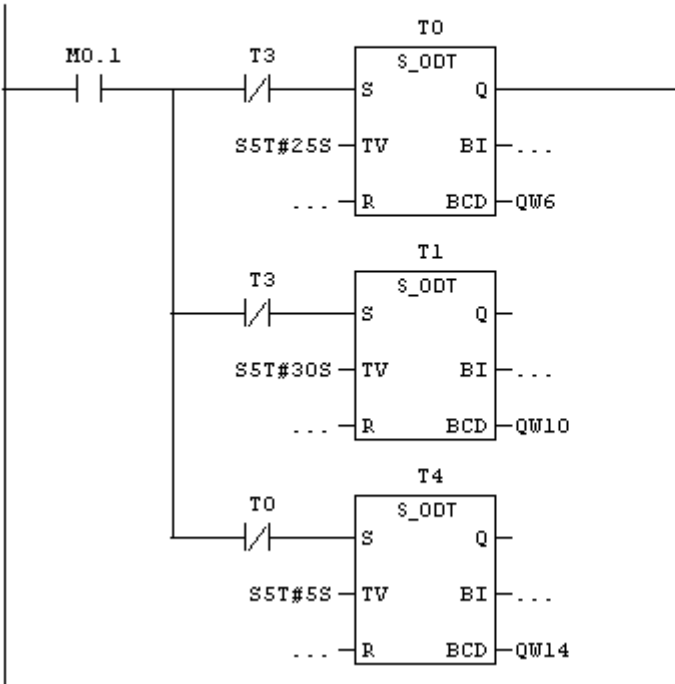 T0
M0.1 T3 S_ODT
S Q
S5T#25S TV BI ...
... R BCD QW6
T1
T3 S_ODT
S Q
S5T#30S TV BI ...
... R BCD QW10
T4
T0 S_ODT
S Q
S5T#5S TV BI ...
... R BCD QW14